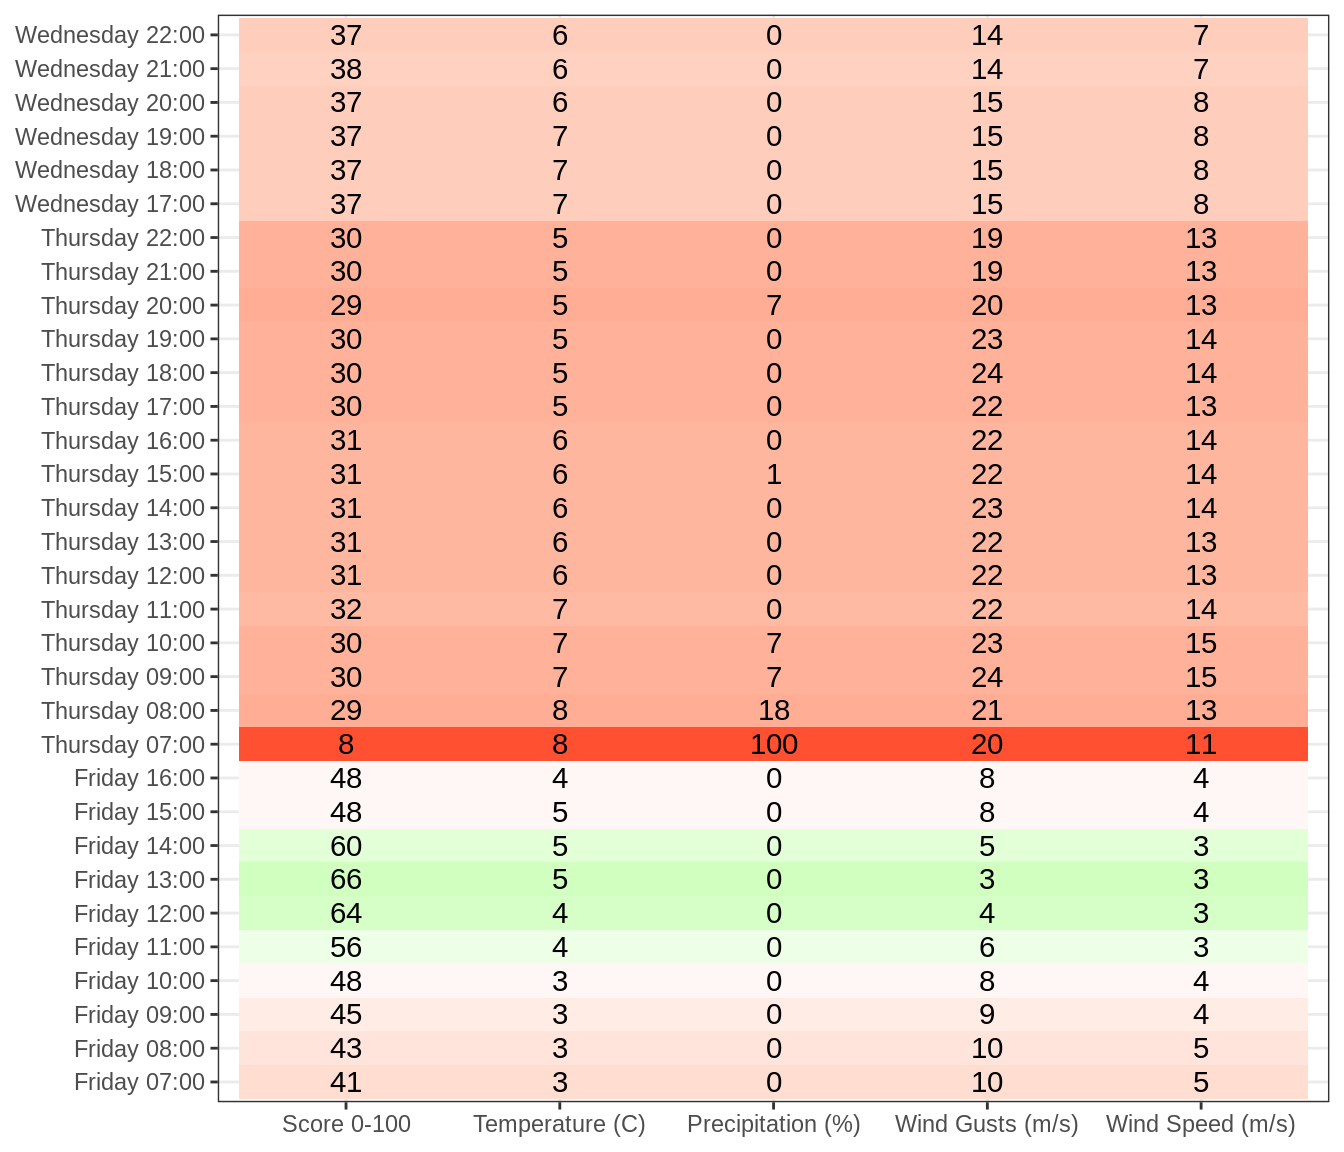 Wednesday 22:00 37 6 0 14 7
Wednesday 21:00 38 6 0 14 7
Wednesday 20:00 37 6 0 15 8
Wednesday 19:00 37 7 0 15 8
Wednesday 18:00 37 7 0 15 8
Wednesday 17:00 37 7 0 15 8
Thursday 22:00 30 5 0 19 13
Thursday 21:00 30 5 0 19 13
Thursday 20:00 29 5 7 20 13
Thursday 19:00 30 5 0 23 14
Thursday 18:00 30 5 0 24 14
Thursday 17:00 30 5 0 22 13
Thursday 16:00 31 6 0 22 14
Thursday 15:00 31 6 1 22 14
Thursday 14:00 31 6 0 23 14
Thursday 13:00 31 6 0 22 13
Thursday 12:00 31 6 0 22 13
Thursday 11:00 32 7 0 22 14
Thursday 10:00 30 7 7 23 15
Thursday 09:00 30 7 7 24 15
Thursday 08:00 29 8 18 21 13
Thursday 07:00 8 8 100 20 11
Friday 16:00 48 4 0 8 4
Friday 15:00 48 5 0 8 4
Friday 14:00 60 5 0 5 3
Friday 13:00 66 5 0 3 3
Friday 12:00 64 4 0 4 3
Friday 11:00 56 4 0 6 3
Friday 10:00 48 3 0 8 4
Friday 09:00 45 3 0 9 4
Friday 08:00 43 3 0 10 5
Friday 07:00 41 3 0 10 5
Score 0-100 Temperature (C) Precipitation (%) Wind Gusts (m/s) Wind Speed (m/s)